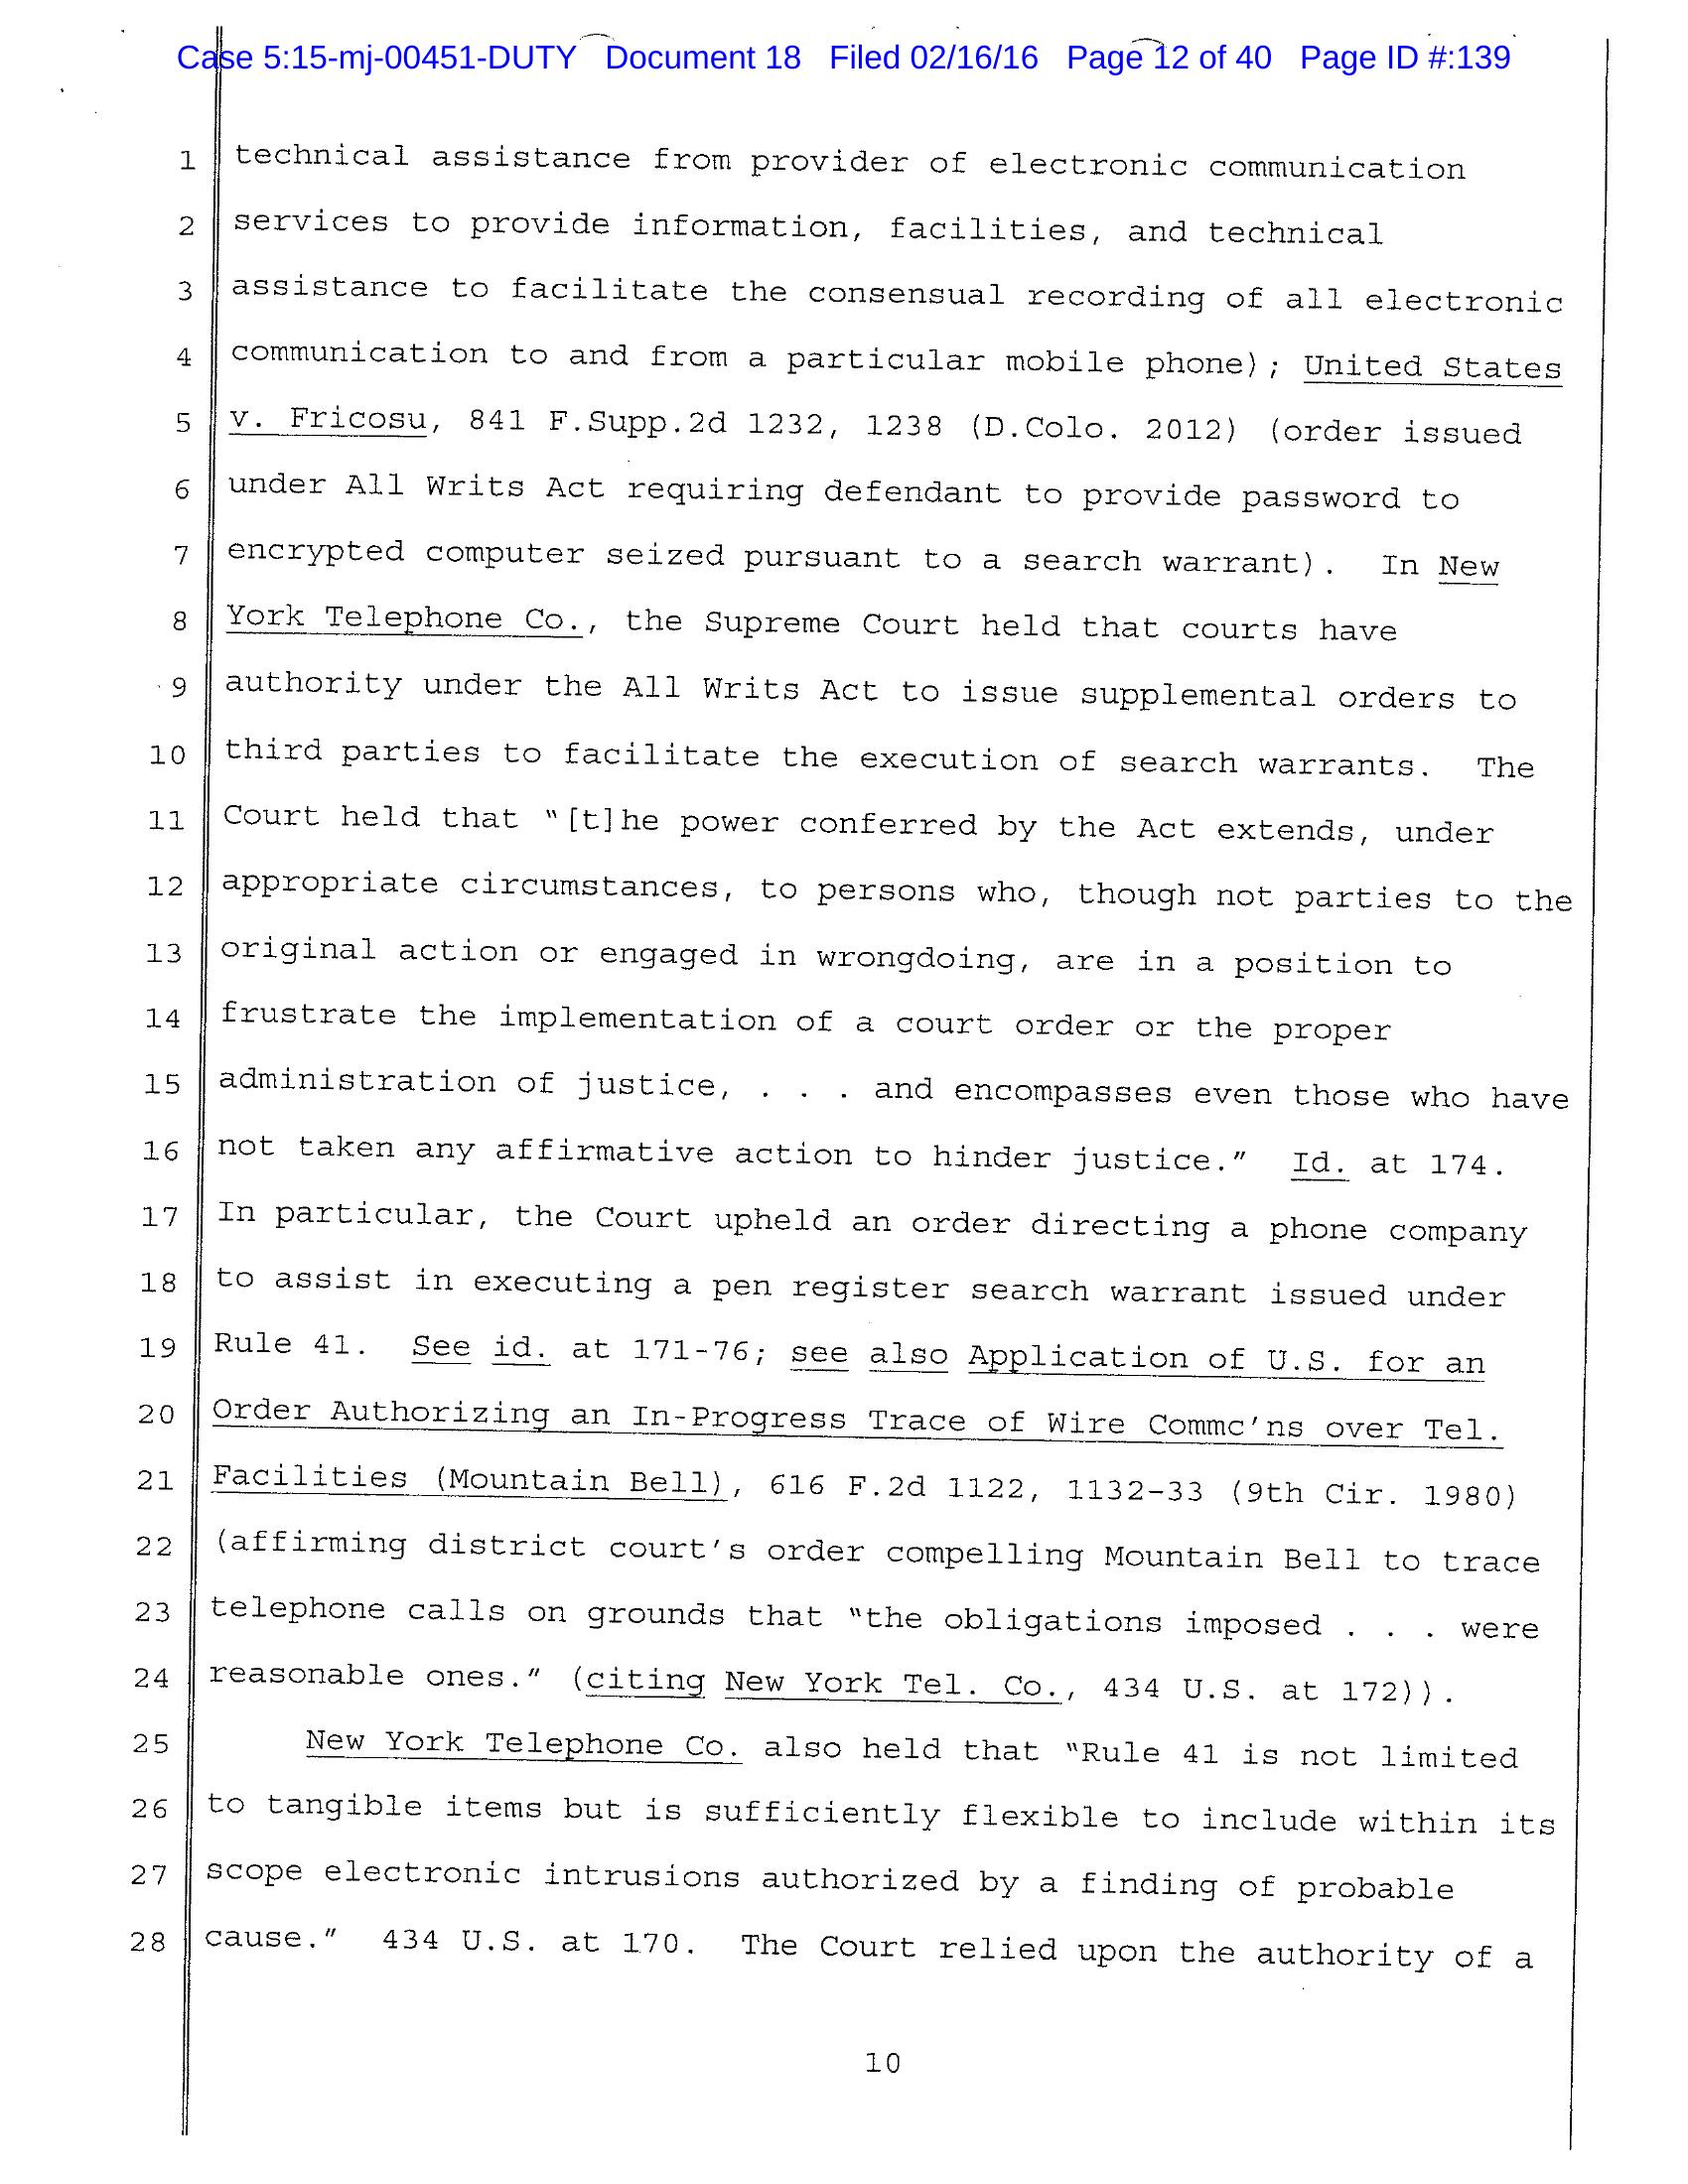 Case 5:15-mj-00451-DUTY Document 18 Filed 02/16/16 Page 12 of 40 Page ID #:139
1 technical assistance from provider of electronic communication
2 services to provide information, facilities, and technical
3 assistance to facilitate the consensual recording of all electronic
4 communication to and from a particular mobile phone); United States
5 v. Fricosu, 841 F.Supp.2d 1232, 1238 (D.Colo. 2012) (order issued
6 under All Writs Act requiring defendant to provide password to
7 encrypted computer seized pursuant to a search warrant). In New
8 York Telephone Co., the Supreme Court held that courts have
9 authority under the All Writs Act to issue supplemental orders to
10 third parties to facilitate the execution of search warrants. The
11 Court held that "[t]he power conferred by the Act extends, under
12 appropriate circumstances, to persons who, though not parties to the
13 original action or engaged in wrongdoing, are in a position to
14 frustrate the implementation of a court order or the proper
15 administration of justice, . . . and encompasses even those who have
16 not taken any affirmative action to hinder justice." Id. at 174.
17 In particular, the Court upheld an order directing a phone company
18 to assist in executing a pen register search warrant issued under
19 Rule 41. See id. at 171-76; see also Application of U.S. for an
20 Order Authorizing an In-Progress Trace of Wire Commc'ns over Tel.
21 Facilities (Mountain Bell), 616 F.2d 1122, 1132-33 (9th Cir. 1980)
22 (affirming district court's order compelling Mountain Bell to trace
23 telephone calls on grounds that "the obligations imposed . . . were
24 reasonable ones." (citing New York Tel. Co., 434 U.S. at 172)).
25 New York Telephone Co. also held that "Rule 41 is not limited
26 to tangible items but is sufficiently flexible to include within its
27 scope electronic intrusions authorized by a finding of probable
28 cause." 434 U.S. at 170. The Court relied upon the authority of a
10